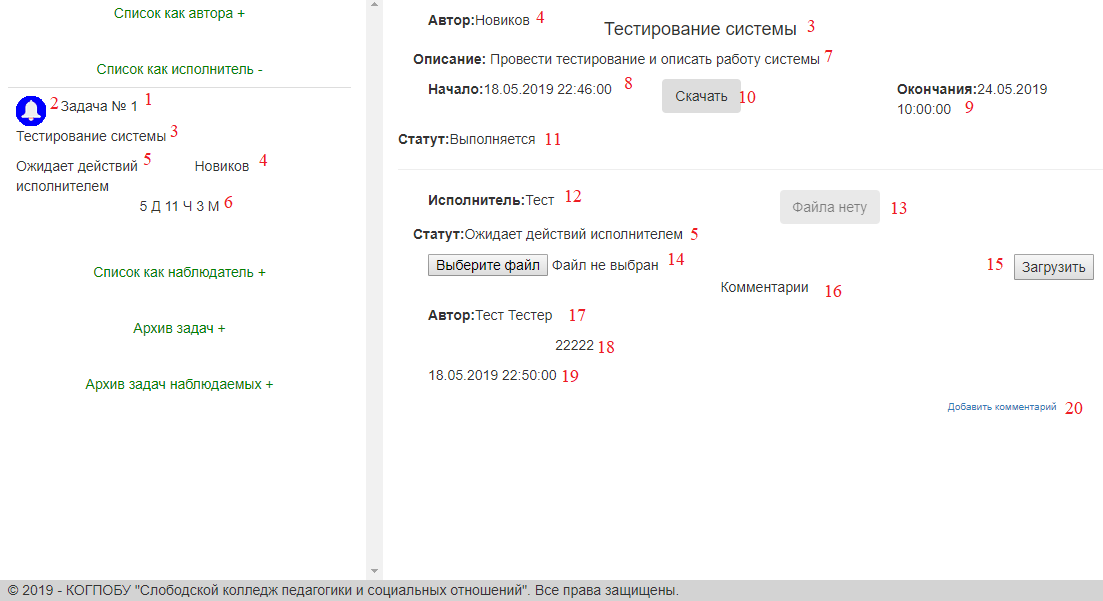 Список как автора +
Список как исполнитель -
2 Задача № 1 1
Тестирование системы 3
Ожидает действий исполнителем 5 Новиков 4
5 Д 11 Ч 3 М 6
Список как наблюдатель +
Архив задач +
Архив задач наблюдаемых +
Автор:Новиков 4
Тестирование системы 3
Описание: Провести тестирование и описать работу системы 7
Начало:18.05.2019 22:46:00 8
Скачать 10
Окончания:24.05.2019
10:00:00 9
Статут:Выполняется 11
Исполнитель:Тест 12
Файла нету 13
Статут:Ожидает действий исполнителем 5
Выберите файл Файл не выбран 14
15 Загрузить
Комментарии 16
Автор:Тест Тестер 17
22222 18
18.05.2019 22:50:00 19
Добавить комментарий 20
© 2019 - КОГПОБУ "Слободской колледж педагогики и социальных отношений". Все права защищены.